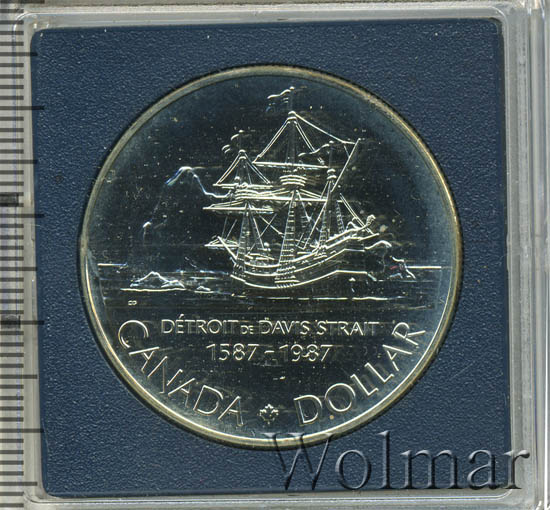 DÉTROIT DE DAVIS STRAIT
1587-1987
CANADA DOLLAR
Wolmar